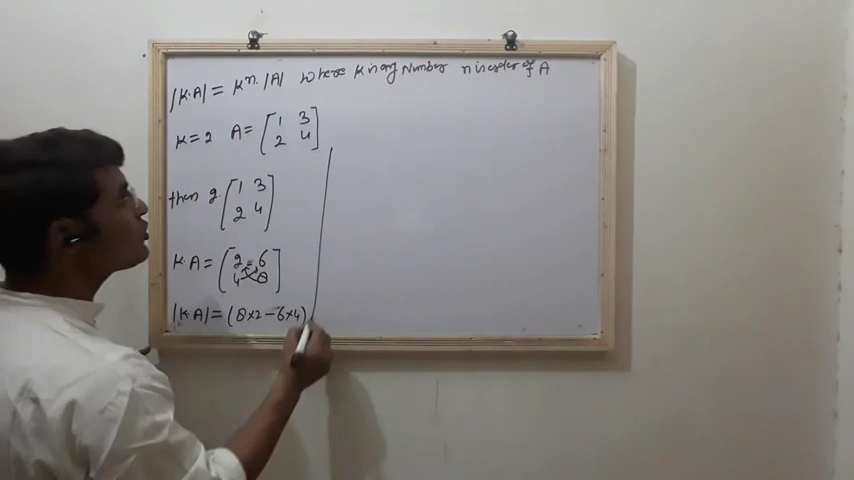 |K.A| = Kⁿ. |A| Where K is any Number n is order of A
K = 2 A = [1 3
2 4]
then 2. [1 3
2 4]
K.A = [2 6
4 8]
|K.A| = (8×2-6×4)